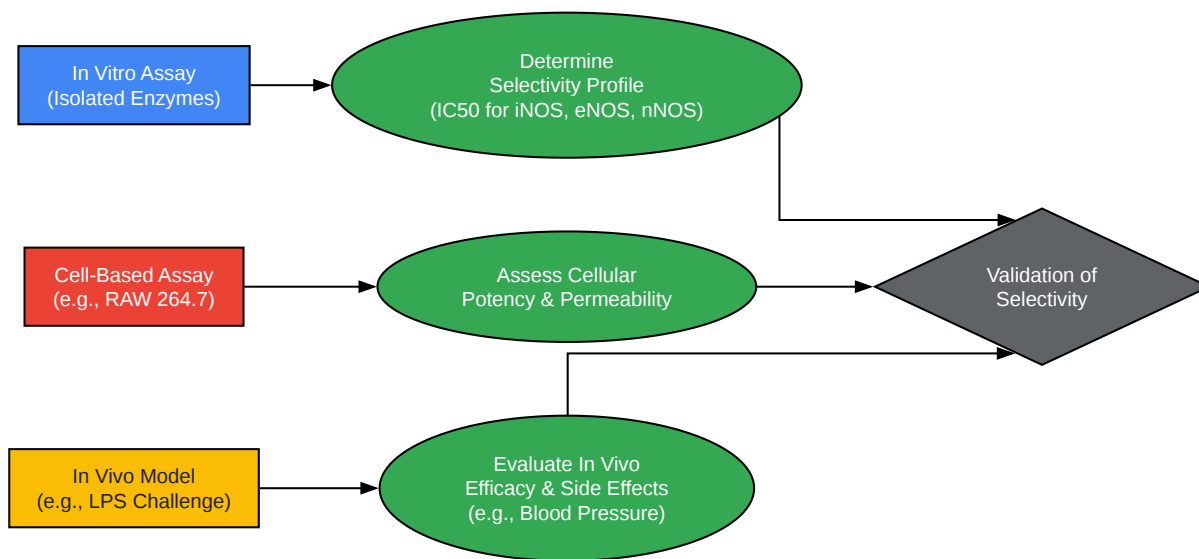 In Vitro Assay
(Isolated Enzymes)
Determine
Selectivity Profile
(IC50 for iNOS, eNOS, nNOS)
Cell-Based Assay
(e.g., RAW 264.7)
Assess Cellular
Potency & Permeability
Validation of
Selectivity
In Vivo Model
(e.g., LPS Challenge)
Evaluate In Vivo
Efficacy & Side Effects
(e.g., Blood Pressure)